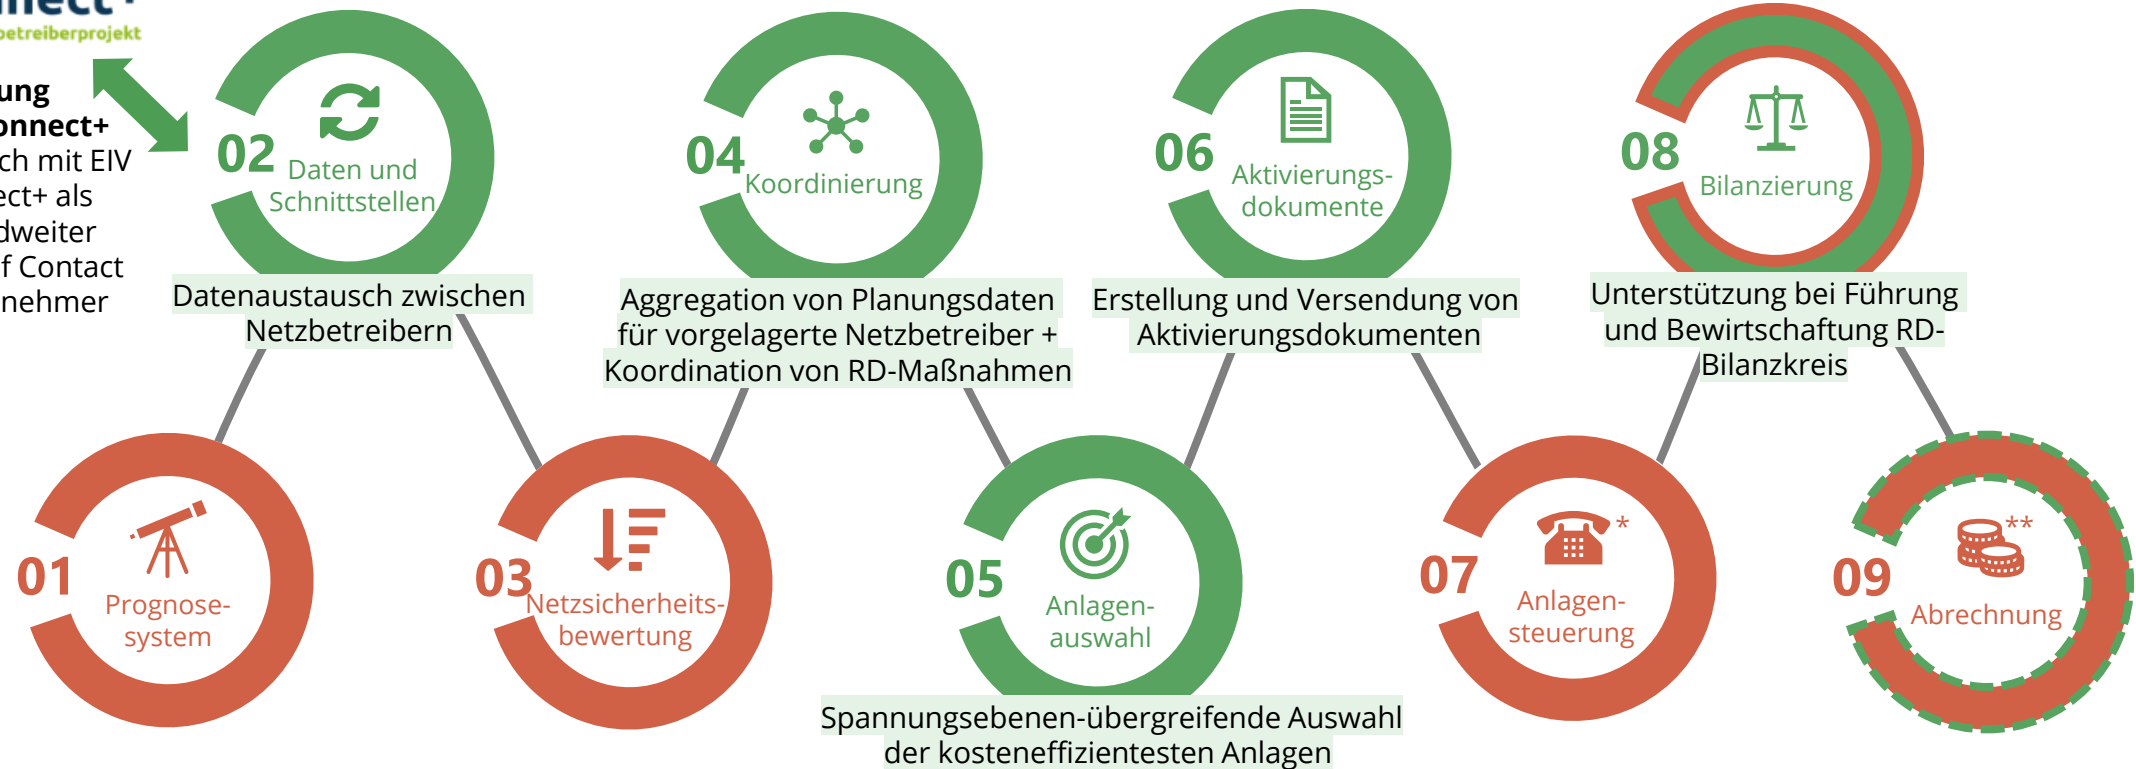 betreiberprojekt
02
Daten und
Schnittstellen
Datenaustausch zwischen
Netzbetreibern
04
Koordinierung
Aggregation von Planungsdaten
für vorgelagerte Netzbetreiber +
Koordination von RD-Maßnahmen
06
Aktivierungs-
dokumente
Erstellung und Versendung von
Aktivierungsdokumenten
08
Bilanzierung
Unterstützung bei Führung
und Bewirtschaftung RD-
Bilanzkreis
ung
onnect+
ch mit EIV
ect+ als
dweiter
f Contact
nehmer
01
Prognose-
system
03
Netzsicherheits-
bewertung
05
Anlagen-
auswahl
Spannungsebenen-übergreifende Auswahl
der kosteneffizientesten Anlagen
07
*
Anlagen-
steuerung
09
**
Abrechnung